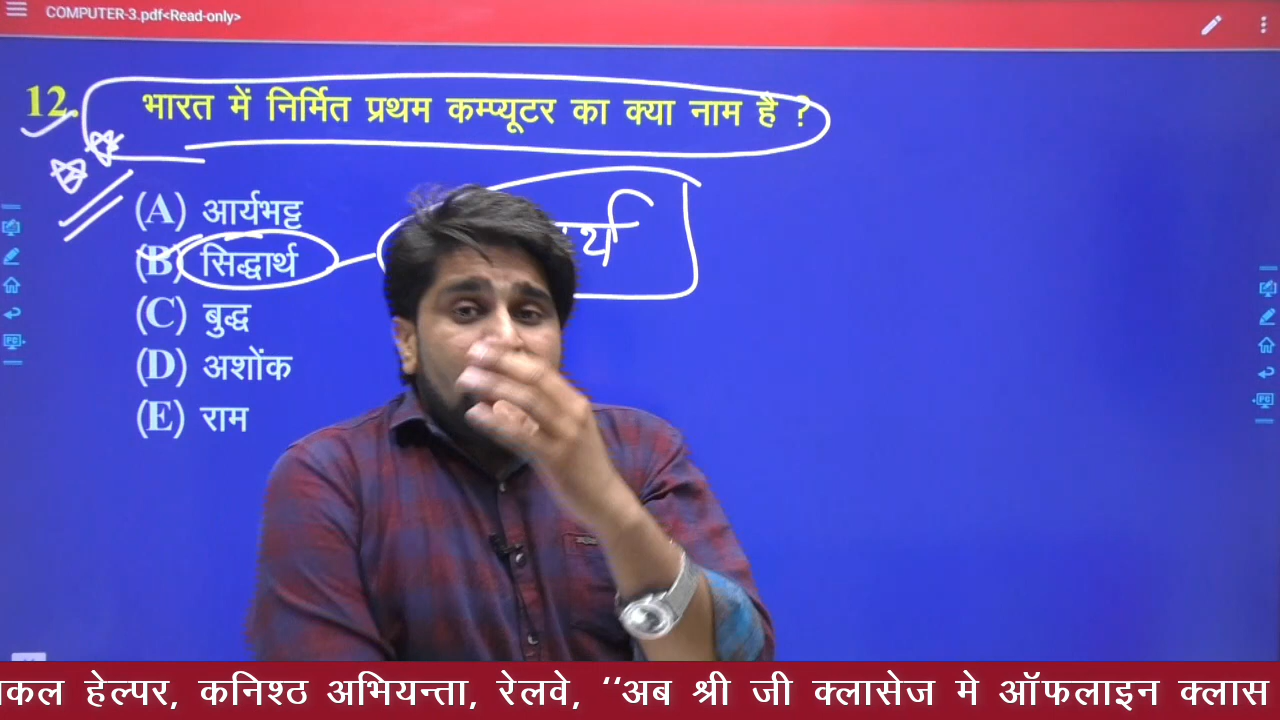 COMPUTER-3.pdf<Read-only>
12. भारत में निर्मित प्रथम कम्प्यूटर का क्या नाम है ?
(A) आर्यभट्ट
(B) सिद्धार्थ
(C) बुद्ध
(D) अशोंक
(E) राम
हेल्पर, कनिश्ठ अभियन्ता, रेलवे, ‘‘अब श्री जी क्लासेज मे ऑफलाइन क्लास